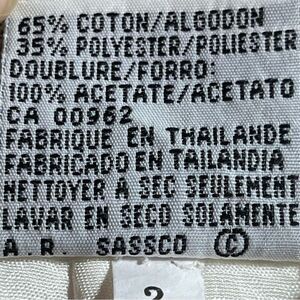 65% COTON/ALGODON
35% POLYESTER/POLIESTER
DOUBLURE/FORRO:
100% ACETATE/ACETATO
CA 00962
FABRIQUE EN THAILANDE
FABRICADO EN TAILANDIA
NETTOYER A SEC SEULEMENT
LAVAR EN SECO SOLAMENTE
A.R. SASSCO ©
2